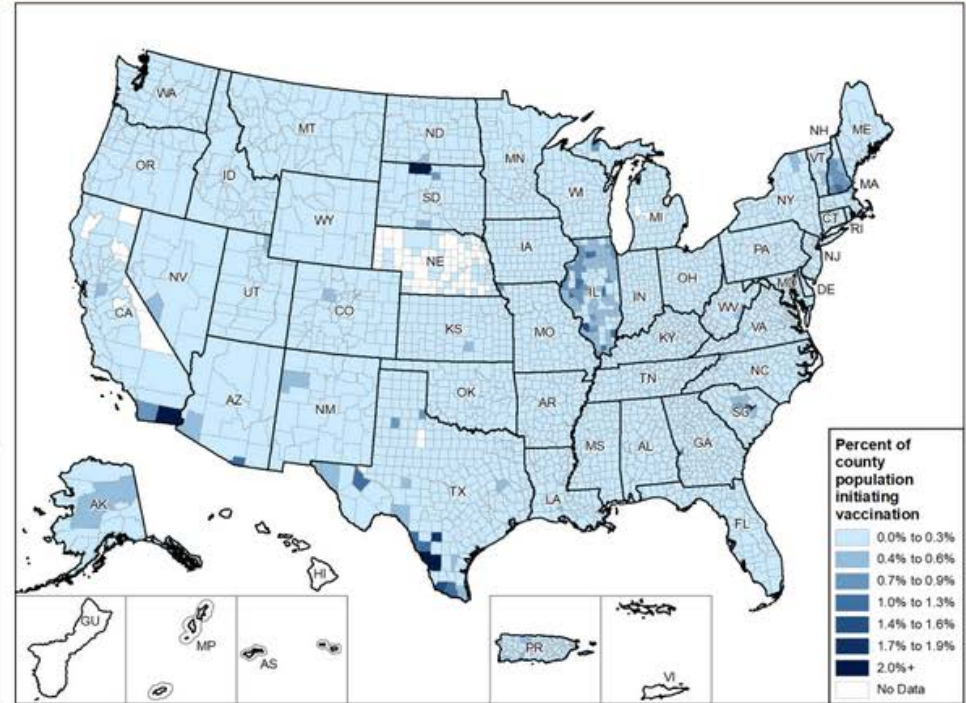 WA
MT
ND
MN
NH
ME
VT
OR
ID
SD
WI
MA
NY
MI
WY
CT
RI
IA
PA
NE
NJ
NV
OH
MD
DE
IL
IN
UT
CO
CA
WV
VA
KS
MO
KY
NC
TN
AZ
OK
NM
AR
SC
MS
AL
GA
TX
LA
FL
AK
HI
GU
MP
AS
PR
VI
Percent of
county
population
initiating
vaccination
0.0% to 0.3%
0.4% to 0.6%
0.7% to 0.9%
1.0% to 1.3%
1.4% to 1.6%
1.7% to 1.9%
2.0%+
No Data